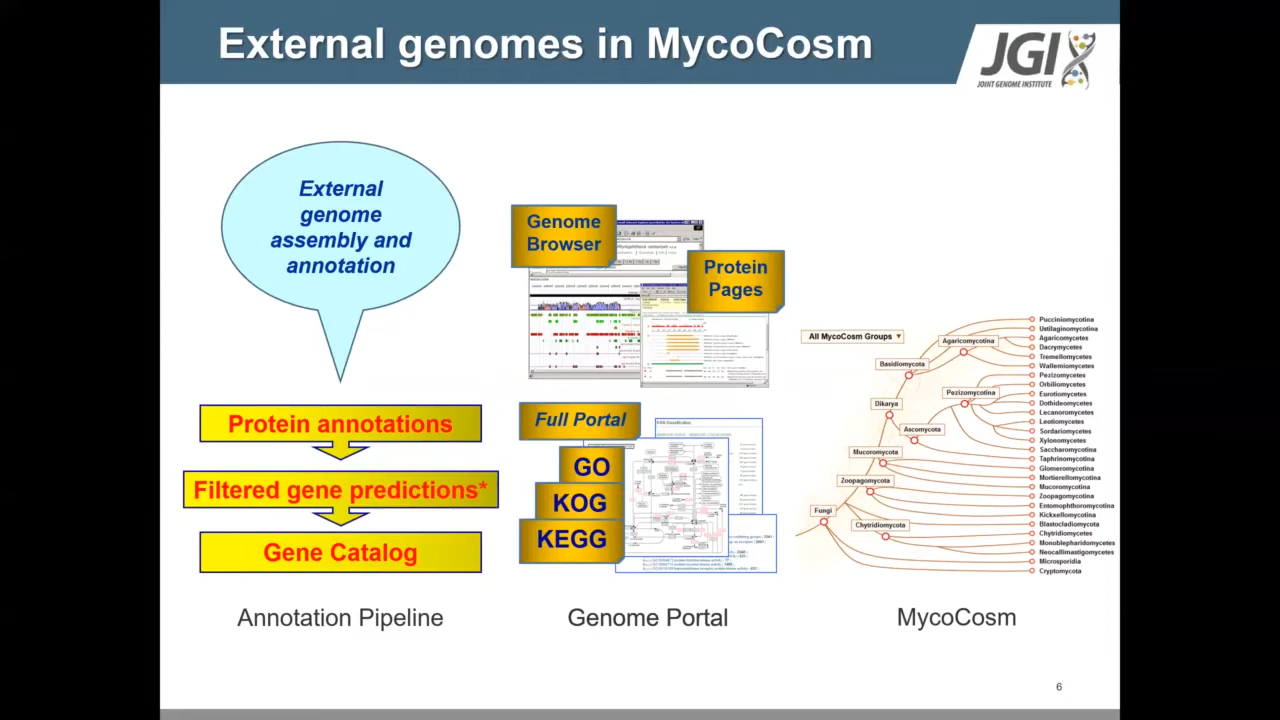 External genomes in MycoCosm
JGI
JOINT GENOME INSTITUTE
External
genome
assembly and
annotation
Protein annotations
Filtered gene predictions*
Gene Catalog
Annotation Pipeline
Genome
Browser
Protein
Pages
Full Portal
GO
KOG
KEGG
Genome Portal
All MycoCosm Groups
Fungi
Dikarya
Basidiomycota
Agaricomycotina
Pezizomycotina
Ascomycota
Mucoromycota
Zoopagomycota
Chytridiomycota
Pucciniomycotina
Ustilaginomycotina
Agaricomycetes
Dacrymycetes
Tremellomycetes
Wallemiomycetes
Pezizomycetes
Orbiliomycetes
Eurotiomycetes
Dothideomycetes
Lecanoromycetes
Leotiomycetes
Sordariomycetes
Xylonomycetes
Saccharomycotina
Taphrinomycotina
Glomeromycotina
Mortierellomycotina
Mucoromycotina
Zoopagomycotina
Entomophthoromycotina
Kickxellomycotina
Blastocladiomycota
Chytridiomycetes
Monoblepharidomycetes
Neocallimastigomycetes
Microsporidia
Cryptomycota
MycoCosm
6